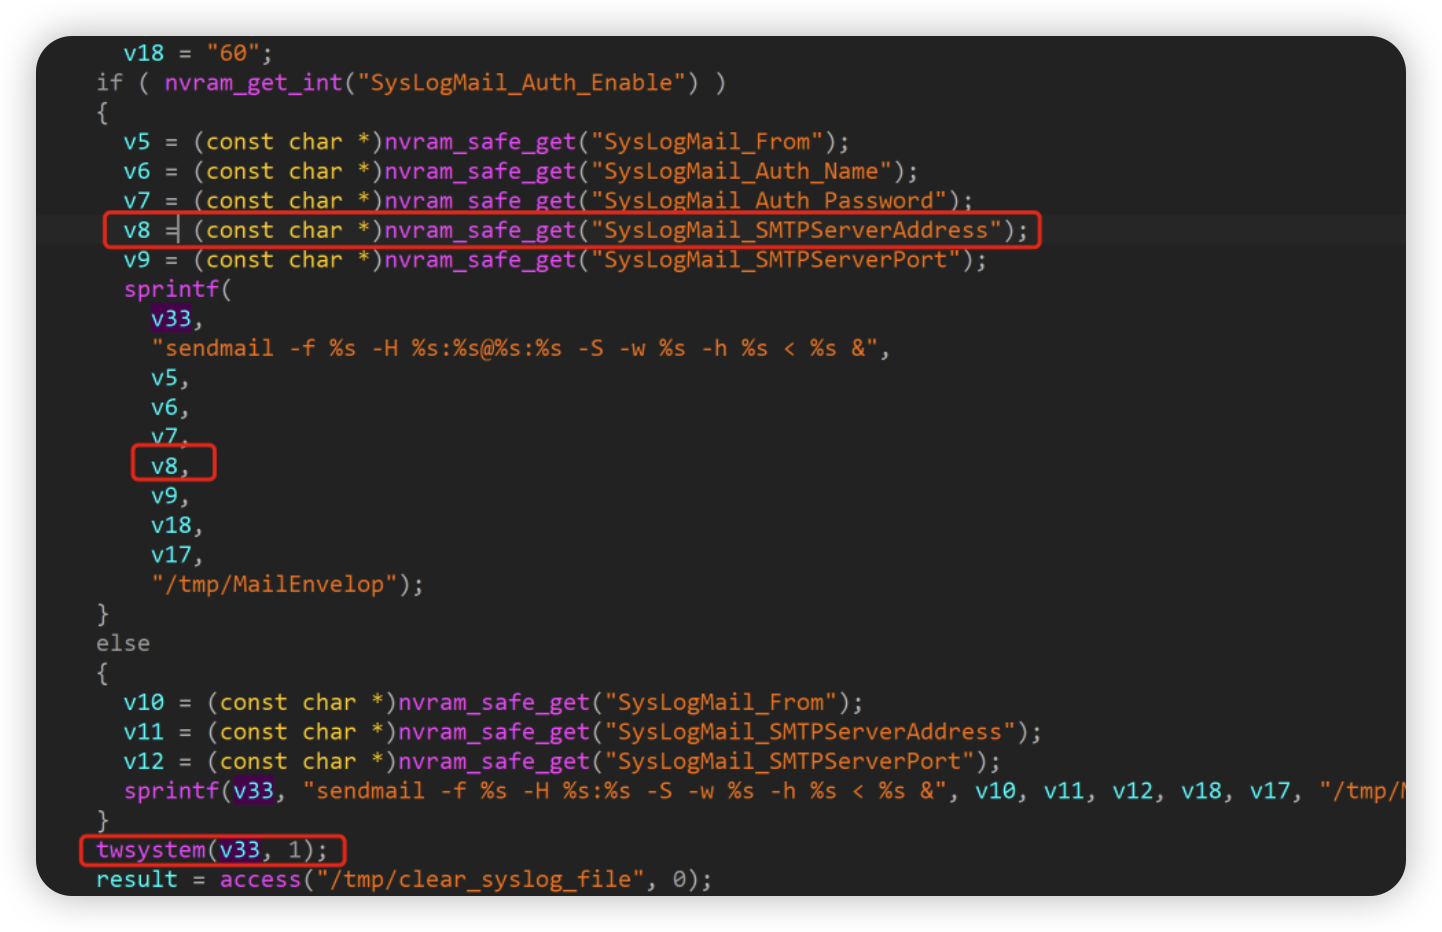 v18 = "60";
if ( nvram_get_int("SysLogMail_Auth_Enable") )
{
v5 = (const char *)nvram_safe_get("SysLogMail_From");
v6 = (const char *)nvram_safe_get("SysLogMail_Auth_Name");
v7 = (const char *)nvram_safe_get("SysLogMail_Auth_Password");
v8 = (const char *)nvram_safe_get("SysLogMail_SMTPServerAddress");
v9 = (const char *)nvram_safe_get("SysLogMail_SMTPServerPort");
sprintf(
v33,
"sendmail -f %s -H %s:%s@%s:%s -S -w %s -h %s < %s &",
v5,
v6,
v7,
v8,
v9,
v18,
v17,
"/tmp/MailEnvelop");
}
else
{
v10 = (const char *)nvram_safe_get("SysLogMail_From");
v11 = (const char *)nvram_safe_get("SysLogMail_SMTPServerAddress");
v12 = (const char *)nvram_safe_get("SysLogMail_SMTPServerPort");
sprintf(v33, "sendmail -f %s -H %s:%s -S -w %s -h %s < %s &", v10, v11, v12, v18, v17, "/tmp/
}
twsystem(v33, 1);
result = access("/tmp/clear_syslog_file", 0);